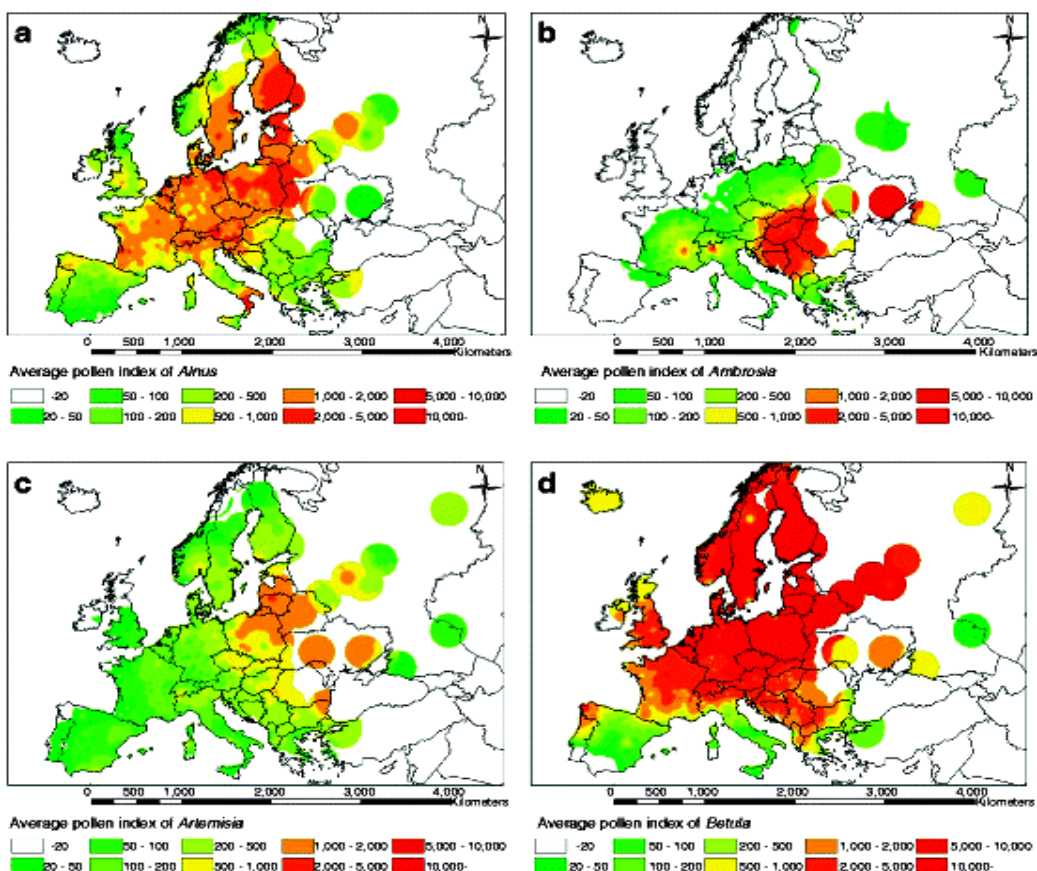 a
N
0 500 1,000 2,000 3,000 4,000
Kilometers
Average pollen index of Alnus
-20 50 - 100 200 - 500 1,000 - 2,000 5,000 - 10,000
20 - 50 100 - 200 500 - 1,000 2,000 - 5,000 10,000-
b
N
0 500 1,000 2,000 3,000 4,000
Kilometers
Average pollen index of Ambrosia
-20 50 - 100 200 - 500 1,000 - 2,000 5,000 - 10,000
20 - 50 100 - 200 500 - 1,000 2,000 - 5,000 10,000-
c
N
0 500 1,000 2,000 3,000 4,000
Kilometers
Average pollen index of Artemisia
-20 50 - 100 200 - 500 1,000 - 2,000 5,000 - 10,000
20 - 50 100 - 200 500 - 1,000 2,000 - 5,000 10,000-
d
N
0 500 1,000 2,000 3,000 4,000
Kilometers
Average pollen index of Betula
-20 50 - 100 200 - 500 1,000 - 2,000 5,000 - 10,000
20 - 50 100 - 200 500 - 1,000 2,000 - 5,000 10,000-